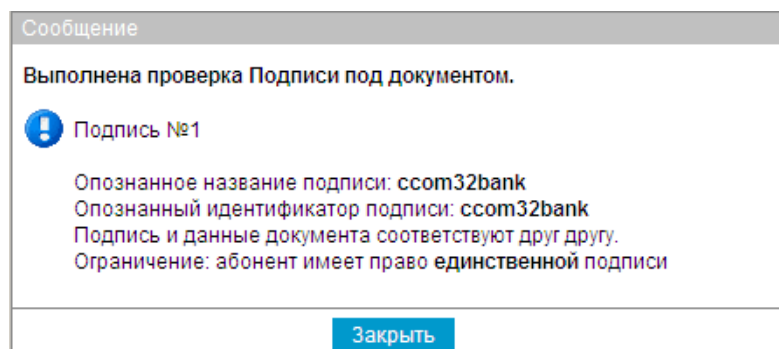 Сообщение
Выполнена проверка Подписи под документом.
Подпись №1
Опознанное название подписи: ccom32bank
Опознанный идентификатор подписи: ccom32bank
Подпись и данные документа соответствуют друг другу.
Ограничение: абонент имеет право единственной подписи
Закрыть